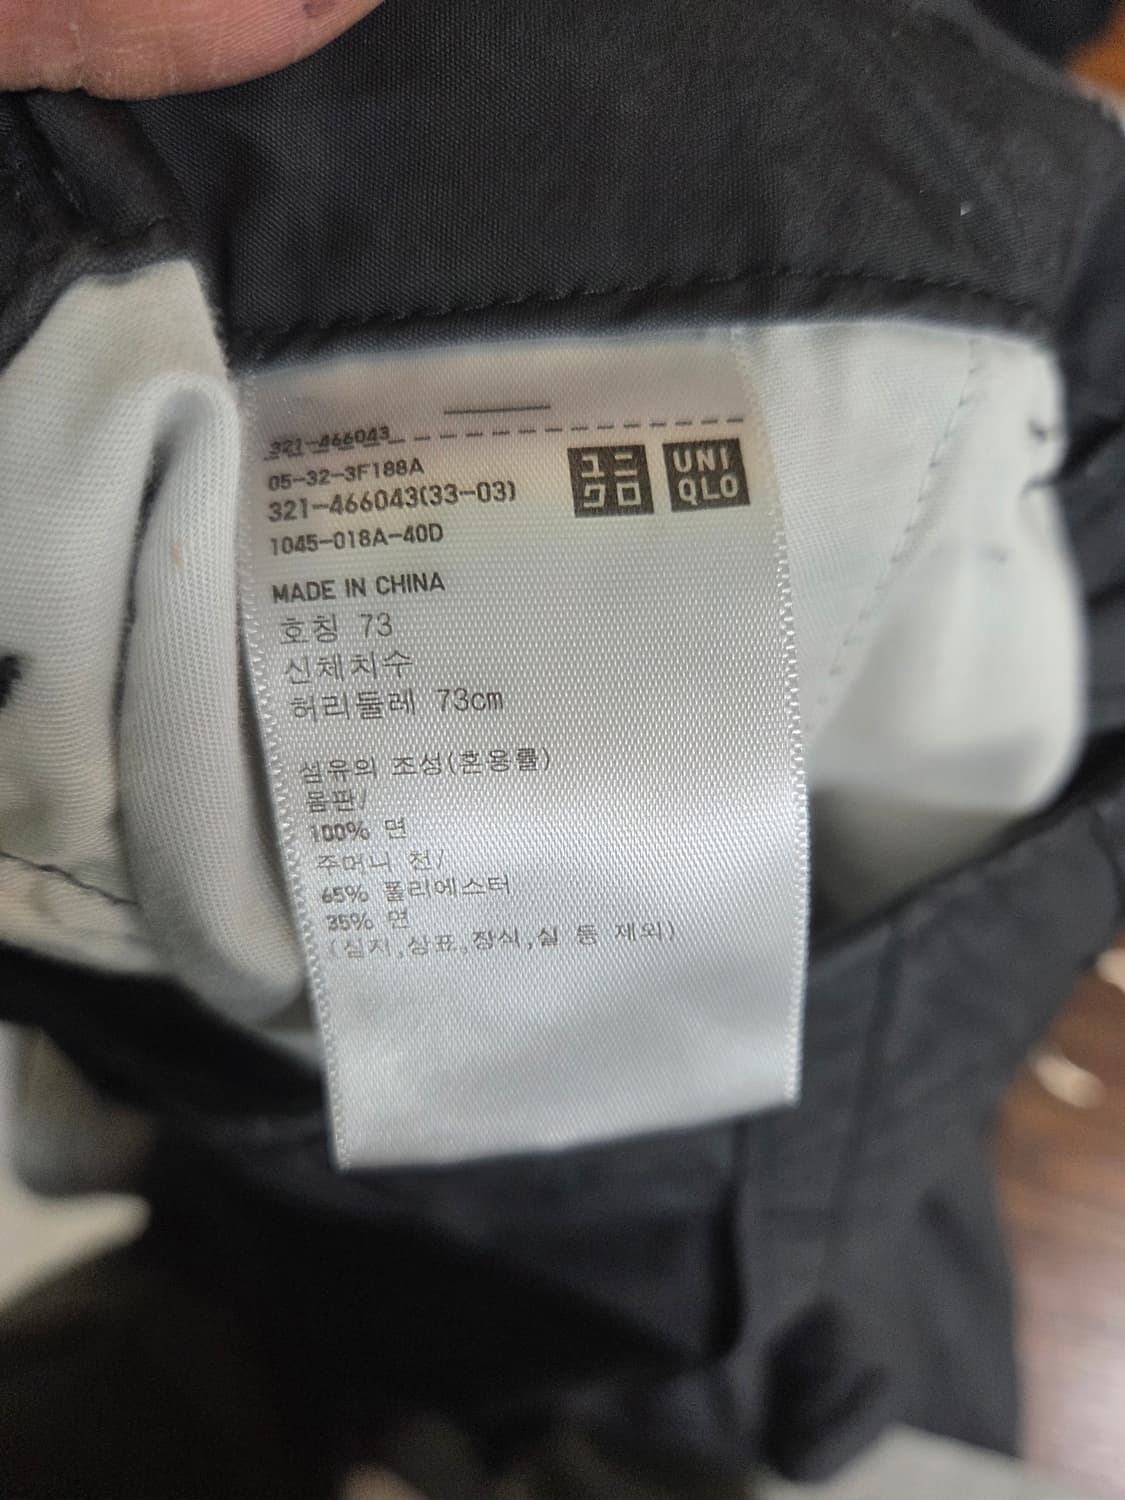 321-466043
05-32-3F188A
321-466043(33-03)
1045-018A-40D
ユニ
クロ
UNI
QLO
MADE IN CHINA
호칭 73
신체치수
허리둘레 73cm
섬유의 조성(혼용률)
몸판/
100% 면
주머니 천/
65% 폴리에스터
35% 면
(심지,상표,장식,실 등 제외)